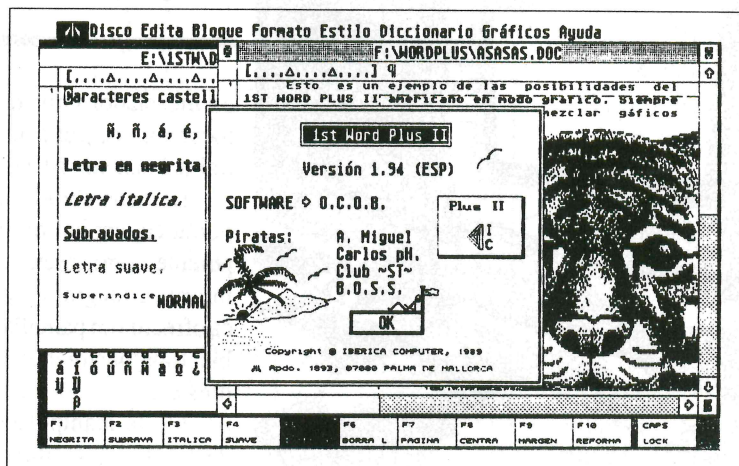 Disco Edita Bloque Formato Estilo Diccionario Gráficos Ayuda
E:\1STW\D
F:\WORDPLUS\ASASAS.DOC
Caracteres castell
Ñ, ñ, á, é,
Letra en negrita.
Letra italica.
Subrayados.
Letra suave.
Superindice NORMAL
Esto es un ejemplo de las posibilidades del
1ST WORD PLUS II americano en modo grafico. Siempre
mezclar gáficos
1st Word Plus II
Versión 1.94 (ESP)
SOFTWARE ➪ O.C.O.B.
Plus II
I
C
Piratas: A. Miguel
Carlos pH.
Club ~ST~
B.O.S.S.
OK
Copyright @ IBERICA COMPUTER, 1989
Apdo. 1893, 07080 PALMA DE MALLORCA
á í ó ú ñ Ñ ª º ¿
β
F1 F2 F3 F4 F6 F7 F8 F9 F10 CAPS
NEGRITA SUBRAYA ITALICA SUAVE BORRA L PAGINA CENTRA MARGEN REFORMA LOCK